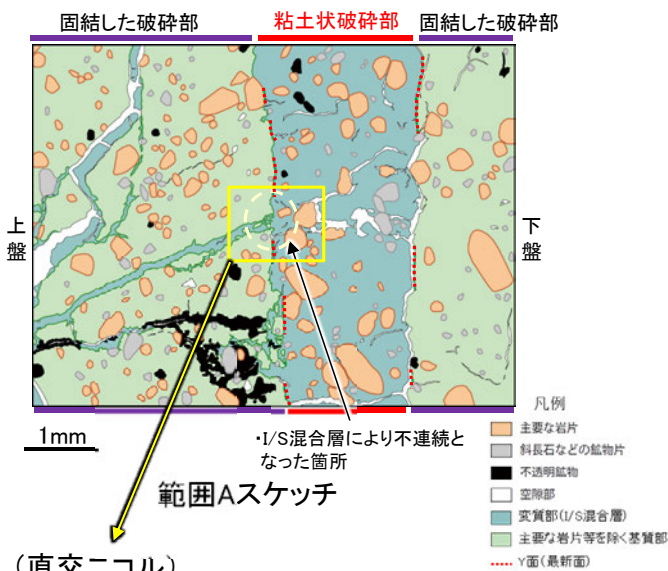 固結した破砕部 粘土状破砕部 固結した破砕部
上盤
下盤
1mm
・I/S混合層により不連続と
なった箇所
範囲Aスケッチ
(直交ニコル)
凡例
主要な岩片
斜長石などの鉱物片
不透明鉱物
空隙部
変質部(I/S混合層)
主要な岩片等を除く基質部
Y面(最新面)